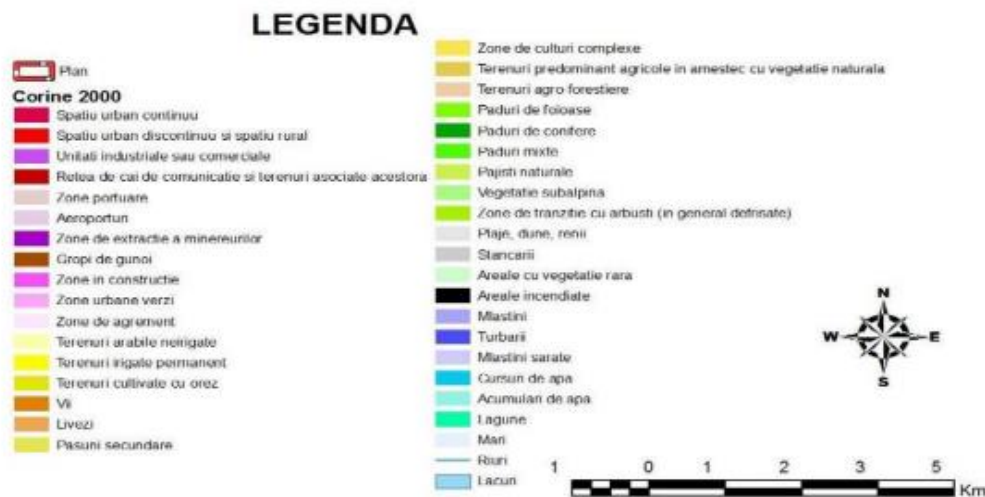 LEGENDA
Plan
Corine 2000
Spatiu urban continuu
Spatiu urban discontinuu si spatiu rural
Unitati industriale sau comerciale
Retea de cai de comunicatie si terenuri asociate acestora
Zone portuare
Aeroporturi
Zone de extractie a minereurilor
Gropi de gunoi
Zone in constructie
Zone urbane verzi
Zone de agrement
Terenuri arabile neirigate
Terenuri irigate permanent
Terenuri cultivate cu orez
Vii
Livezi
Pasuni secundare
Zone de culturi complexe
Terenuri predominant agricole in amestec cu vegetatie naturala
Terenuri agro forestiere
Paduri de foioase
Paduri de conifere
Paduri mixte
Pajisti naturale
Vegetatie subalpina
Zone de tranzitie cu arbusti (in general defrisate)
Plaje, dune, renii
Stancarii
Areale cu vegetatie rara
Areale incendiate
Mlastini
Turbarii
Mlastini sarate
Cursuri de apa
Acumulari de apa
Lagune
Mari
Riuri
Lacuri
N
W E
S
1 0 1 2 3 5
Km